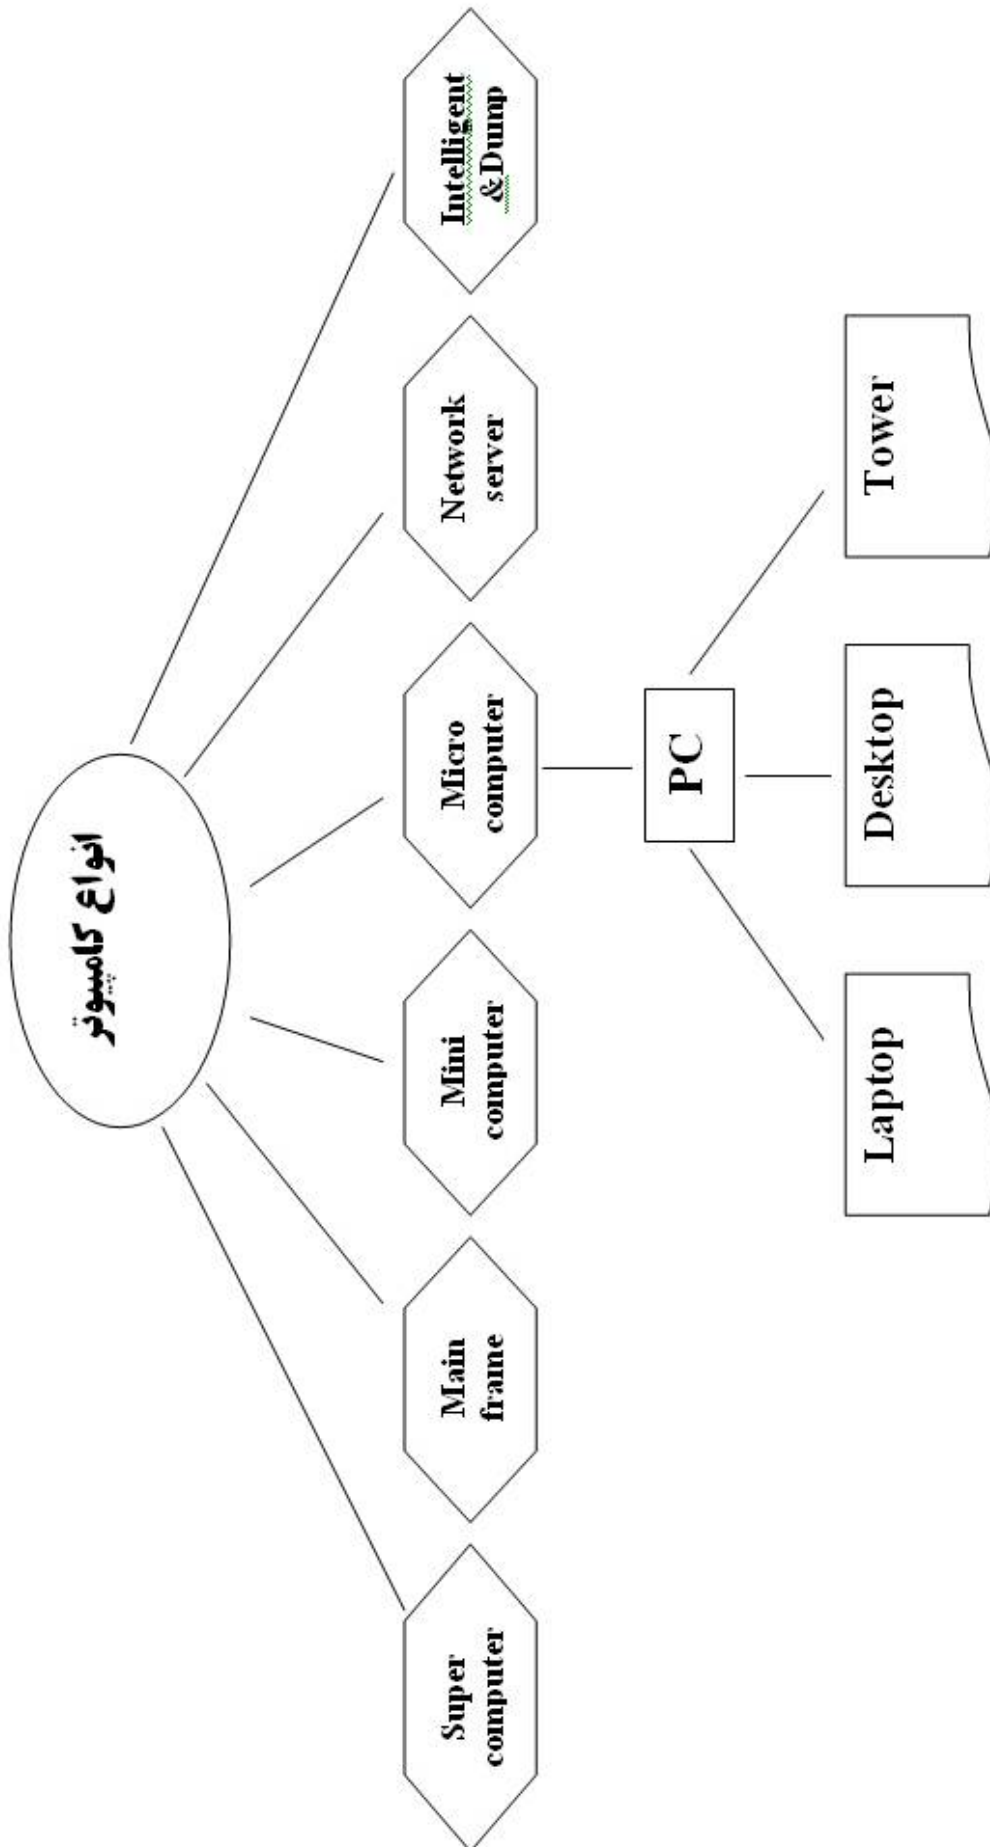 انواع کامپیوتر
Super
computer
Main
frame
Mini
computer
Micro
computer
Network
server
Intelligent
&Dump
PC
Laptop
Desktop
Tower